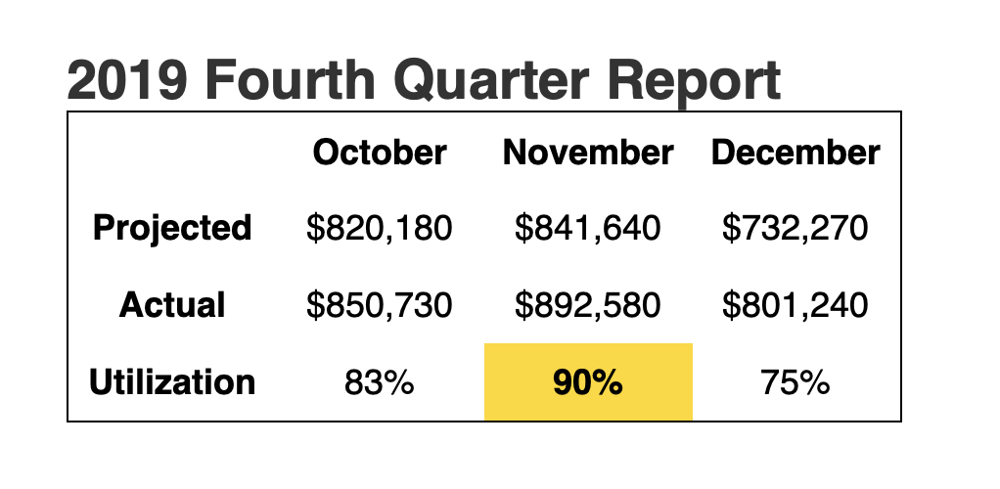 2019 Fourth Quarter Report
October November December
Projected $820,180 $841,640 $732,270
Actual $850,730 $892,580 $801,240
Utilization 83% 90% 75%